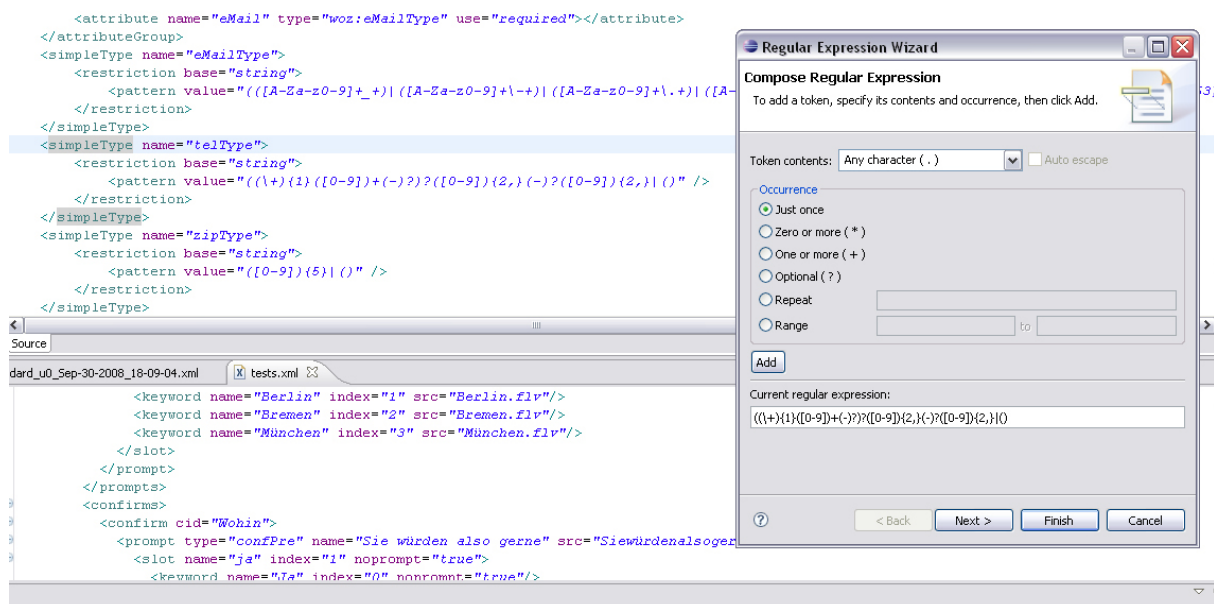 <attribute name="eMail" type="woz:eMailType" use="required"></attribute>
</attributeGroup>
<simpleType name="eMailType">
<restriction base="string">
<pattern value="(([A-Za-z0-9]+_+)|([A-Za-z0-9]+\-+)|([A-Za-z0-9]+\.+)|([A-
</restriction>
</simpleType>
<simpleType name="telType">
<restriction base="string">
<pattern value="((\+){1}([0-9])+(-)?)?([0-9]){2,}(-)?([0-9]){2,}|()" />
</restriction>
</simpleType>
<simpleType name="zipType">
<restriction base="string">
<pattern value="([0-9]){5}|()" />
</restriction>
</simpleType>
Source
dard_u0_Sep-30-2008_18-09-04.xml
tests.xml
<keyword name="Berlin" index="1" src="Berlin.flv"/>
<keyword name="Bremen" index="2" src="Bremen.flv"/>
<keyword name="München" index="3" src="München.flv"/>
</slot>
</prompt>
</prompts>
<confirms>
<confirm cid="Wohin">
<prompt type="confPre" name="Sie würden also gerne" src="Siewürdenalsoger
<slot name="ja" index="1" noprompt="true">
<keyword name="Ja" index="0" noprompt="true"/>
Regular Expression Wizard
Compose Regular Expression
To add a token, specify its contents and occurrence, then click Add.
Token contents: Any character ( . ) Auto escape
Occurrence
Just once
Zero or more ( * )
One or more ( + )
Optional ( ? )
Repeat
Range to
Add
Current regular expression:
((\+){1}([0-9])+(-)?)?([0-9]){2,}(-)?([0-9]){2,}|()
? < Back Next > Finish Cancel